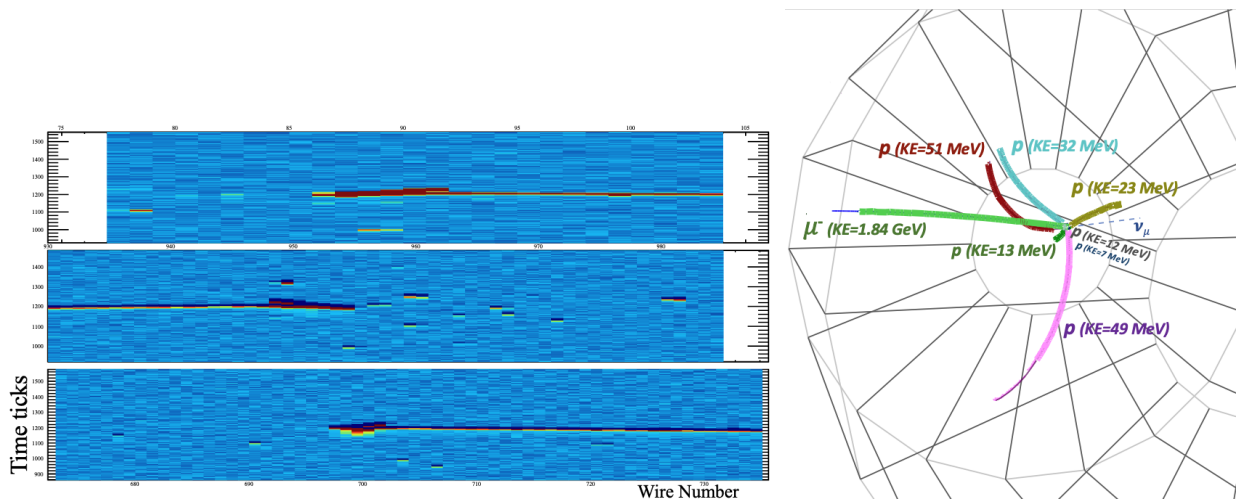 75 80 85 90 95 100 105
1500
1400
1300
1200
1100
1000
930 940 950 960 970 980
1400
1300
1200
1100
1000
1500
1400
1300
1200
1100
1000
900
680 690 700 710 720 730
Time ticks
Wire Number
p (KE=51 MeV)
p (KE=32 MeV)
p (KE=23 MeV)
μ⁻ (KE=1.84 GeV)
ν_μ
p (KE=13 MeV)
p (KE=12 MeV)
p (KE=7 MeV)
p (KE=49 MeV)